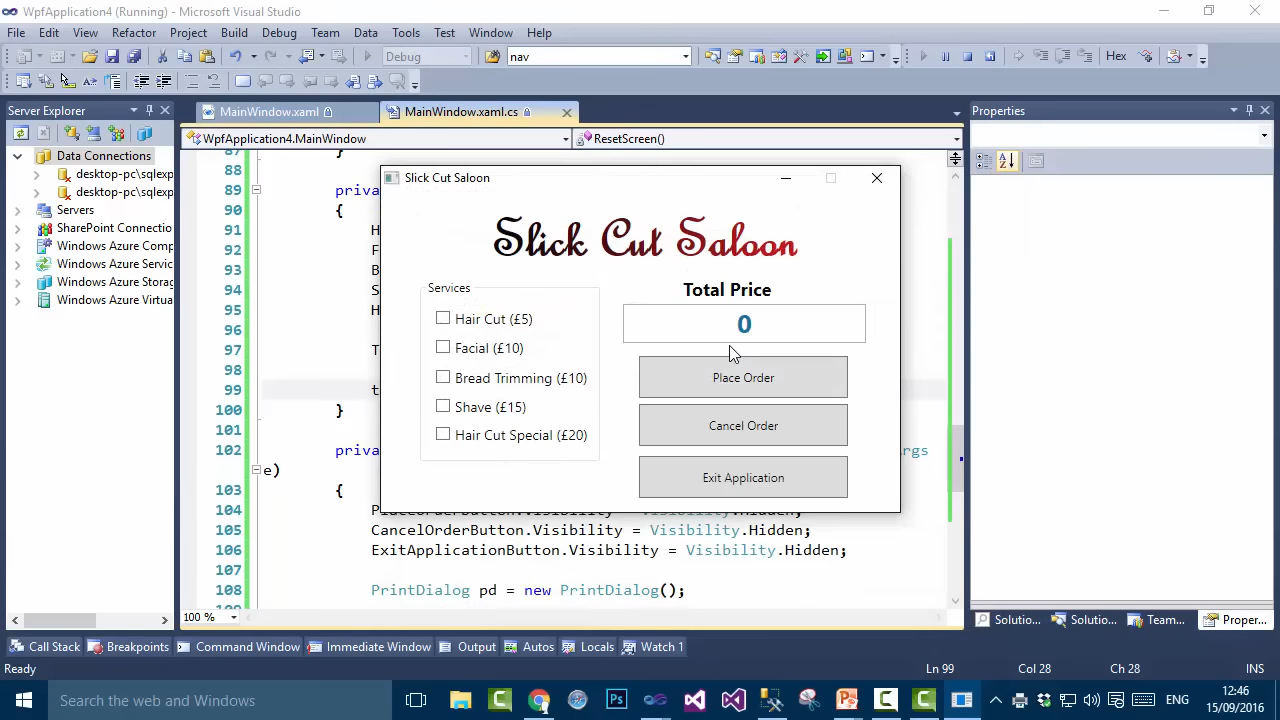 WpfApplication4 (Running) - Microsoft Visual Studio
File Edit View Refactor Project Build Debug Team Data Tools Test Window Help
Debug nav Hex
Server Explorer
MainWindow.xaml MainWindow.xaml.cs
Properties
WpfApplication4.MainWindow ResetScreen()
Data Connections
desktop-pc\sqlexp
desktop-pc\sqlexp
Servers
SharePoint Connectio
Windows Azure Comp
Windows Azure Servic
Windows Azure Storag
Windows Azure Virtua
87 }
88
89 priva
90 {
91 H
92 F
93 B
94 S
95 H
96
97 T
98
99 t
100 }
101
102 priva Args
e)
103 {
104 PlaceOrderButton.Visibility = Visibility.Hidden;
105 CancelOrderButton.Visibility = Visibility.Hidden;
106 ExitApplicationButton.Visibility = Visibility.Hidden;
107
108 PrintDialog pd = new PrintDialog();
Slick Cut Saloon
Slick Cut Saloon
Services
Hair Cut (£5)
Facial (£10)
Bread Trimming (£10)
Shave (£15)
Hair Cut Special (£20)
Total Price
0
Place Order
Cancel Order
Exit Application
100 %
Solutio... Solutio... Team... Proper...
Call Stack Breakpoints Command Window Immediate Window Output Autos Locals Watch 1
Ready Ln 99 Col 28 Ch 28 INS
Search the web and Windows
ENG
12:46
15/09/2016